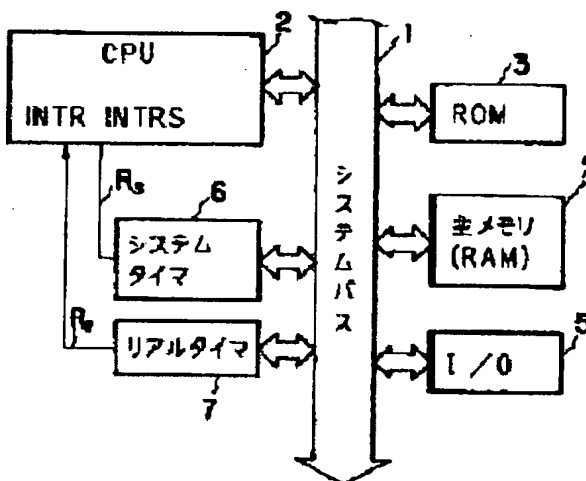 2
CPU
INTR INTRS
1
3
ROM
Rs
6
システム
タイマ
システムバス
主メモリ
(RAM)
リアルタイマ
7
5
I/O